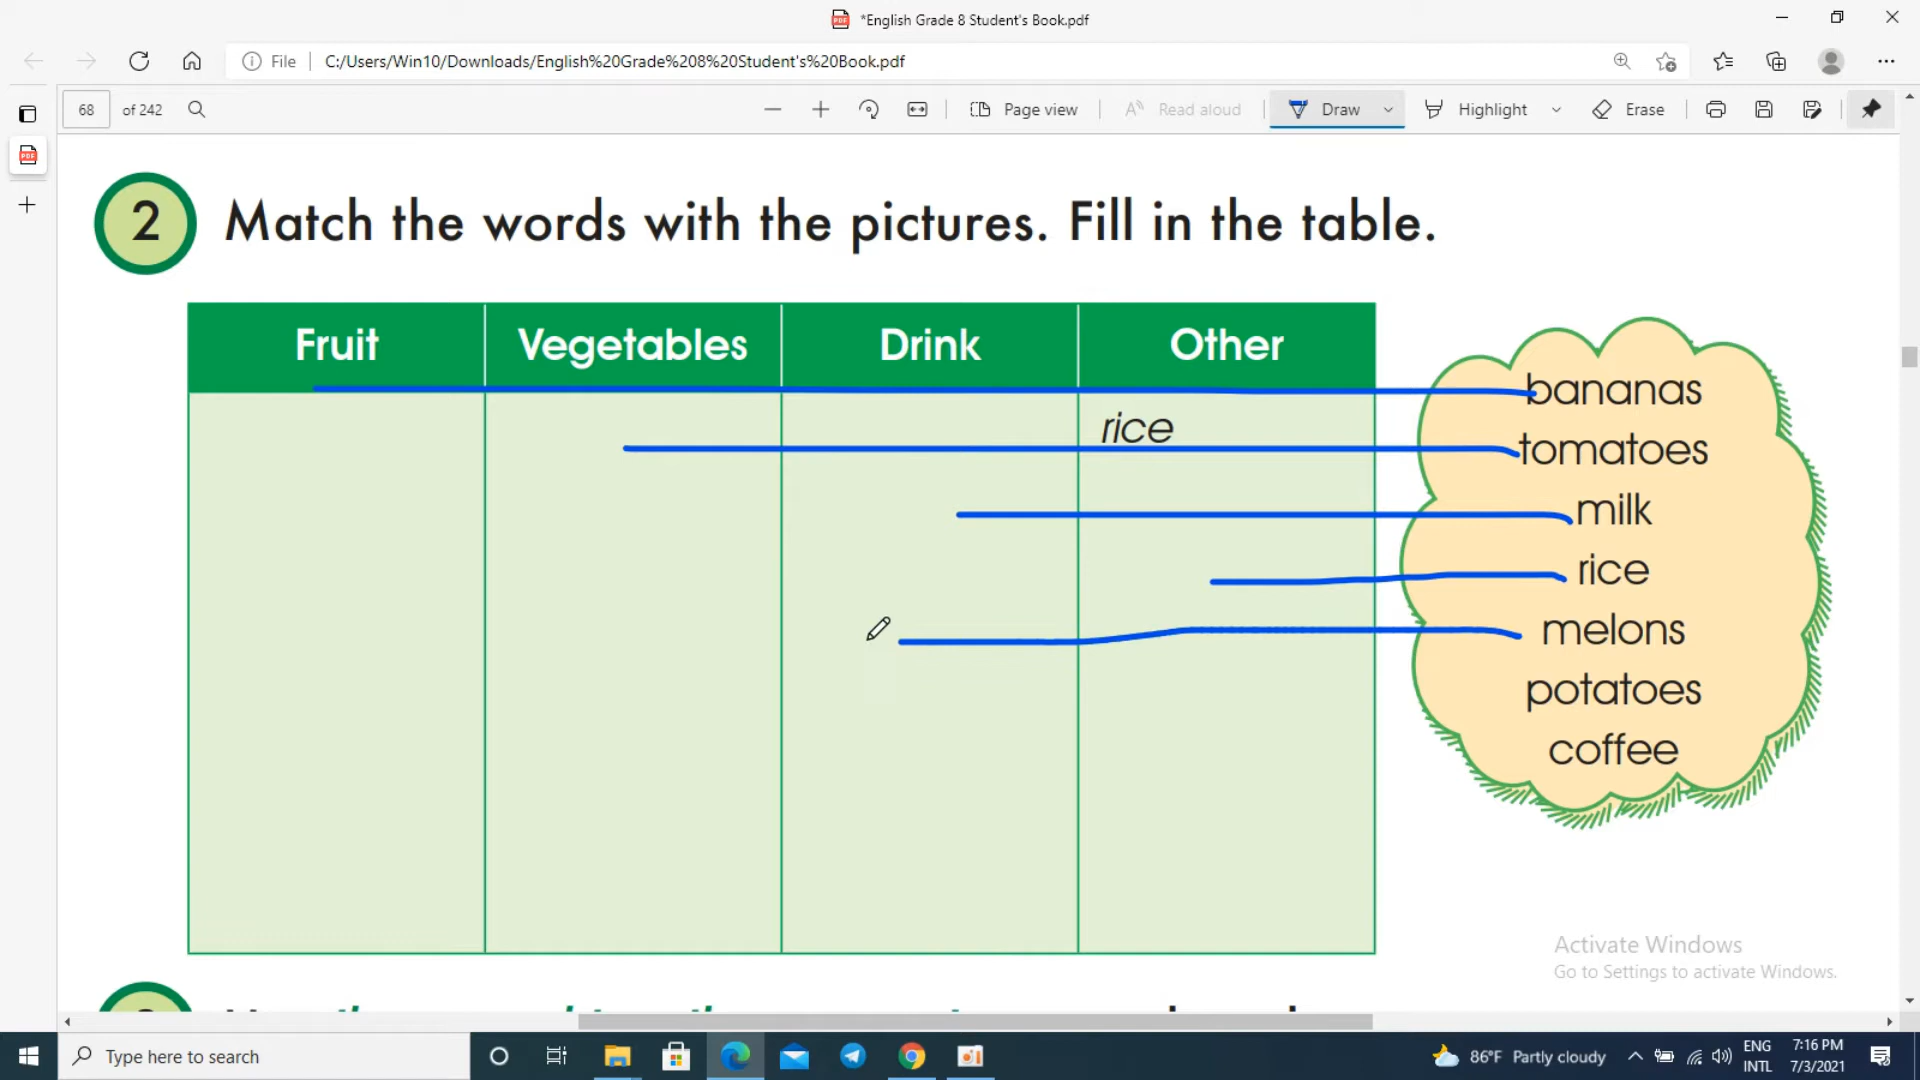 *English Grade 8 Student's Book.pdf
File C:/Users/Win10/Downloads/English%20Grade%208%20Student's%20Book.pdf
68 of 242 Page view Read aloud Draw Highlight Erase
2 Match the words with the pictures. Fill in the table.
Fruit Vegetables Drink Other
rice
bananas
tomatoes
milk
rice
melons
potatoes
coffee
Activate Windows
Go to Settings to activate Windows.
Type here to search
86°F Partly cloudy
ENG
INTL
7:16 PM
7/3/2021